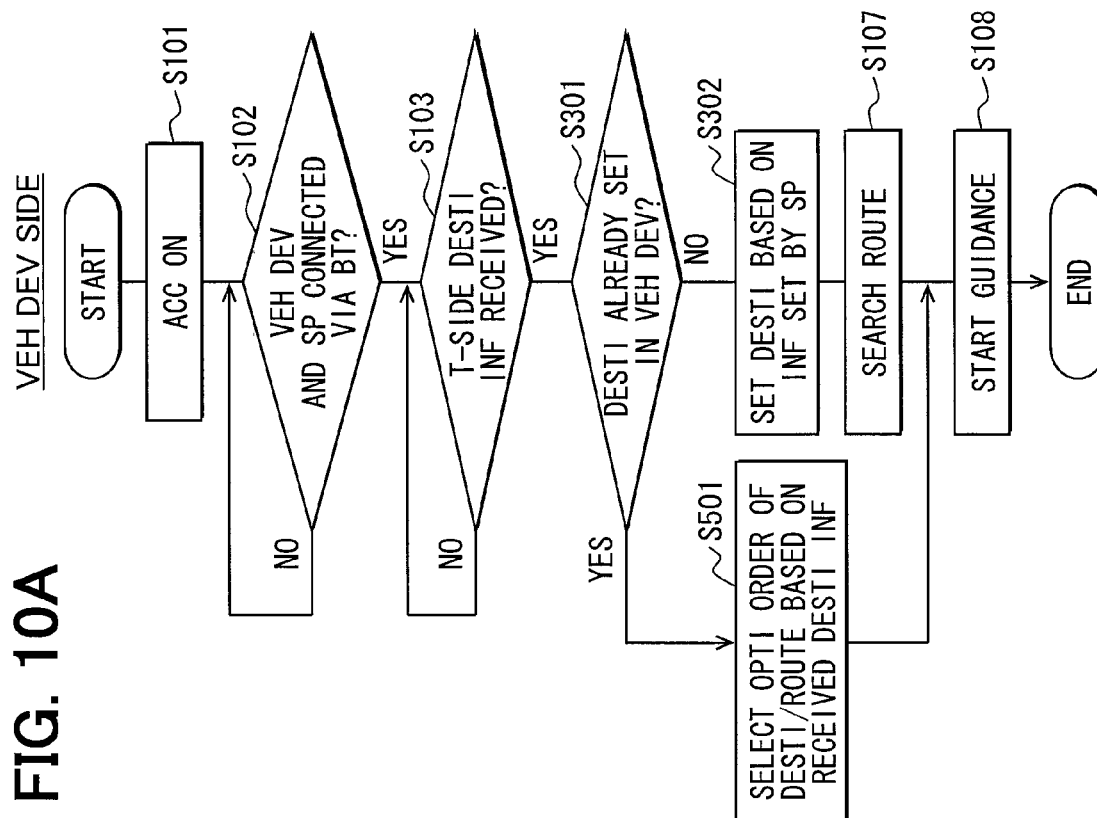 FIG. 10A
VEH DEV SIDE
START
ACC ON
S101
VEH DEV
AND SP CONNECTED
VIA BT?
S102
NO
YES
T-SIDE DESTI
INF RECEIVED?
S103
NO
YES
DESTI ALREADY SET
IN VEH DEV?
S301
YES
NO
SELECT OPTI ORDER OF
DESTI/ROUTE BASED ON
RECEIVED DESTI INF
S501
SET DESTI BASED ON
INF SET BY SP
S302
SEARCH ROUTE
S107
START GUIDANCE
S108
END